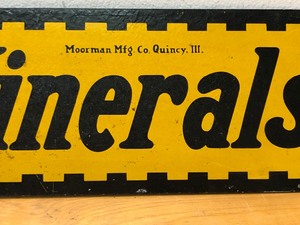 Moorman Mfg. Co. Quincy, Ill.
inerals